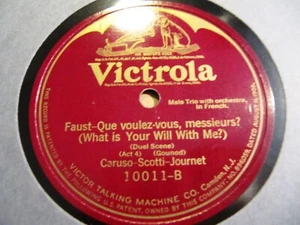 Victrola
Male Trio with orchestra,
In French.
Faust-Que voulez-vous, messieurs?
(What is Your Will With Me?)
(Duel Scene)
(Act 4) (Gounod)
Caruso-Scotti-Journet
10011-B
VICTOR TALKING MACHINE CO. Camden, N.J.